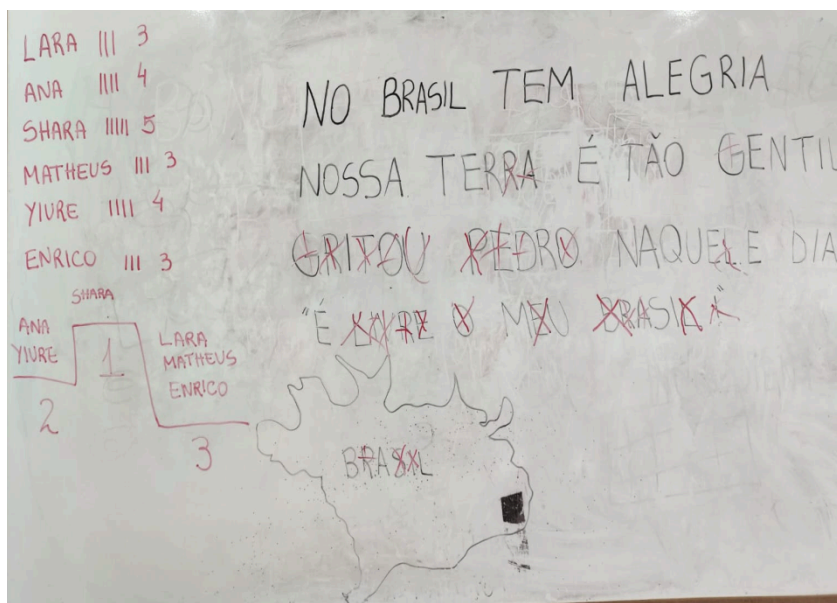 LARA III 3
ANA IIII 4
SHARA IIIII 5
MATHEUS III 3
YIURE IIII 4
ENRICO III 3
SHARA
1
ANA
YIURE
2
LARA
MATHEUS
ENRICO
3
NO BRASIL TEM ALEGRIA
NOSSA TERRA É TÃO GENTIL
GRITOU PEDRO NAQUELE DIA
"É LIVRE O MEU BRASIL"
BRASIL